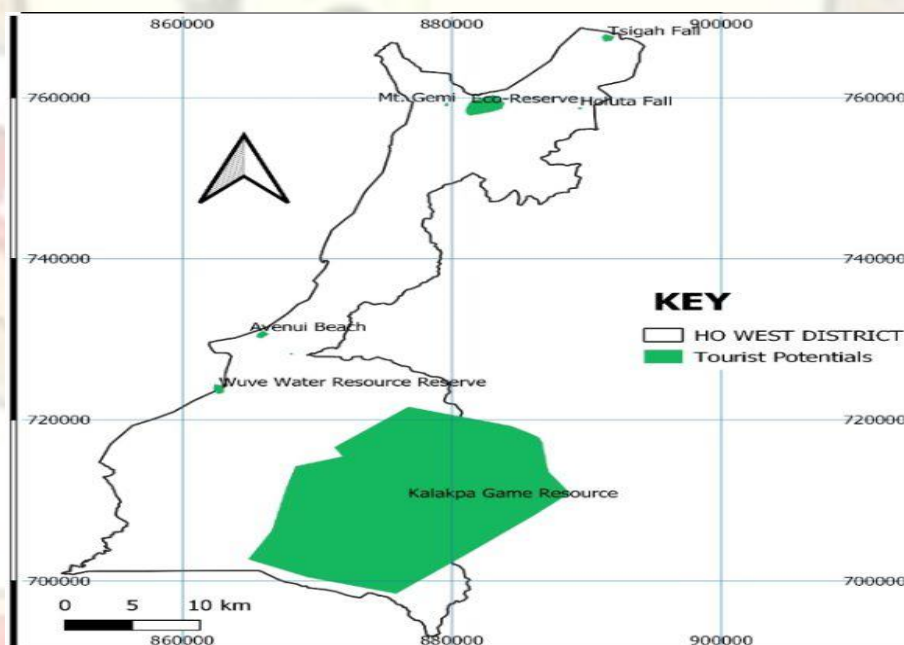 860000 880000 900000
Tsigah Fall
760000 Mt. Gemi Eco-Reserve Holuta Fall 760000
740000 740000
KEY
HO WEST DISTRICT
Tourist Potentials
Avenui Beach
Wuve Water Resource Reserve
720000 720000
Kalakpa Game Resource
700000 700000
0 5 10 km
860000 880000 900000